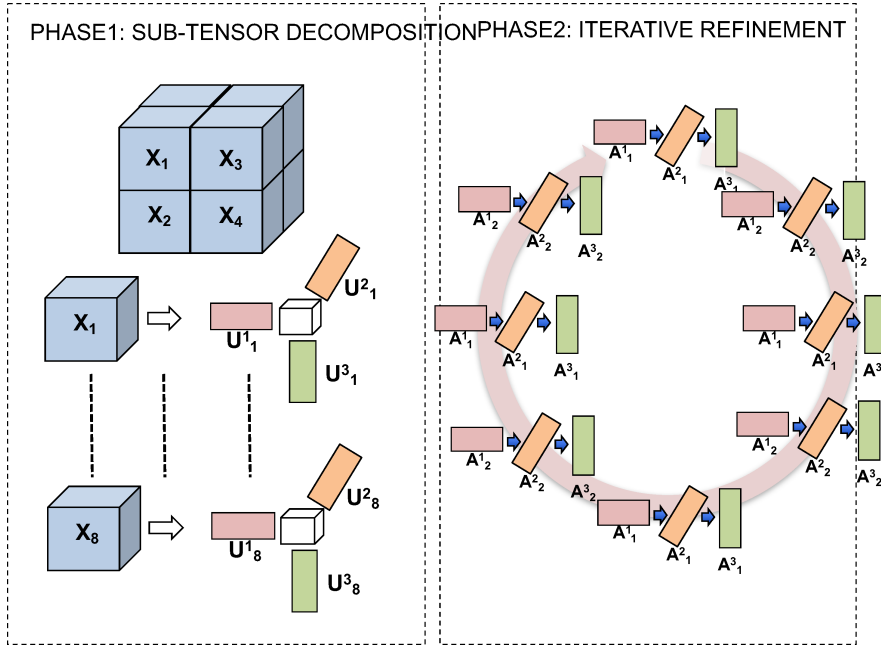 PHASE1: SUB-TENSOR DECOMPOSITION
X₁
X₃
X₂
X₄
X₁
U¹₁
U²₁
U³₁
X₈
U¹₈
U²₈
U³₈
PHASE2: ITERATIVE REFINEMENT
A¹₁
A²₁
A³₁
A¹₂
A²₂
A³₂
A¹₁
A²₁
A³
A¹₂
A²₂
A³₂
A¹₁
A²₁
A³₁
A¹₂
A²₂
A³₂
A¹₁
A²₁
A³₁
A¹₂
A²₂
A³₂